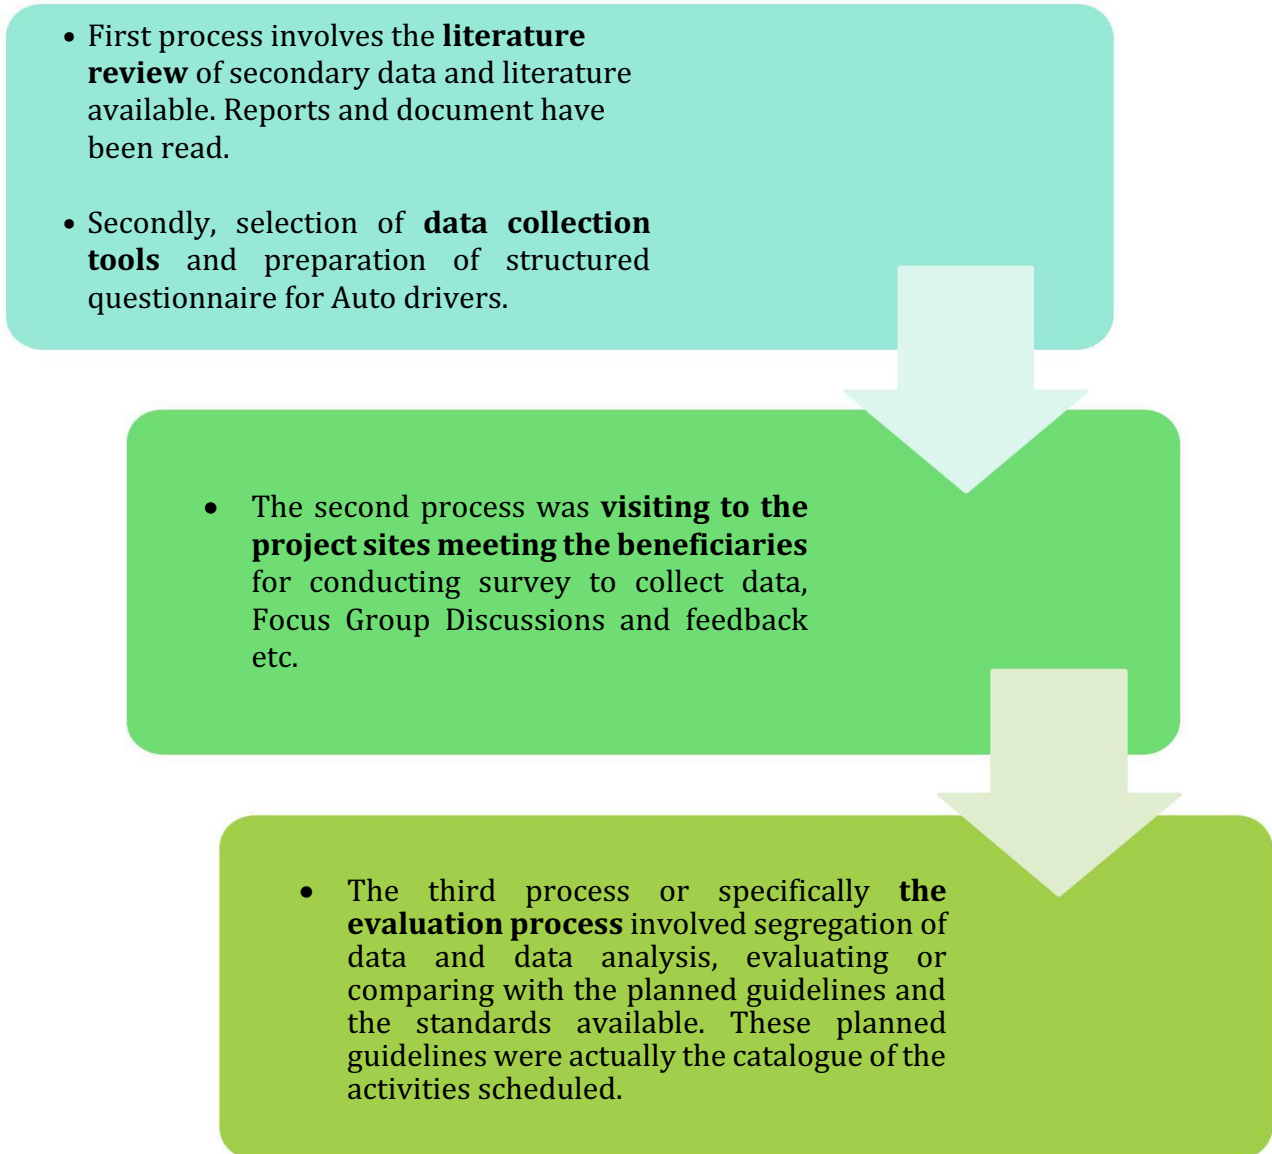 • First process involves the literature
review of secondary data and literature
available. Reports and document have
been read.
• Secondly, selection of data collection
tools and preparation of structured
questionnaire for Auto drivers.
• The second process was visiting to the
project sites meeting the beneficiaries
for conducting survey to collect data,
Focus Group Discussions and feedback
etc.
• The third process or specifically the
evaluation process involved segregation of
data and data analysis, evaluating or
comparing with the planned guidelines and
the standards available. These planned
guidelines were actually the catalogue of the
activities scheduled.